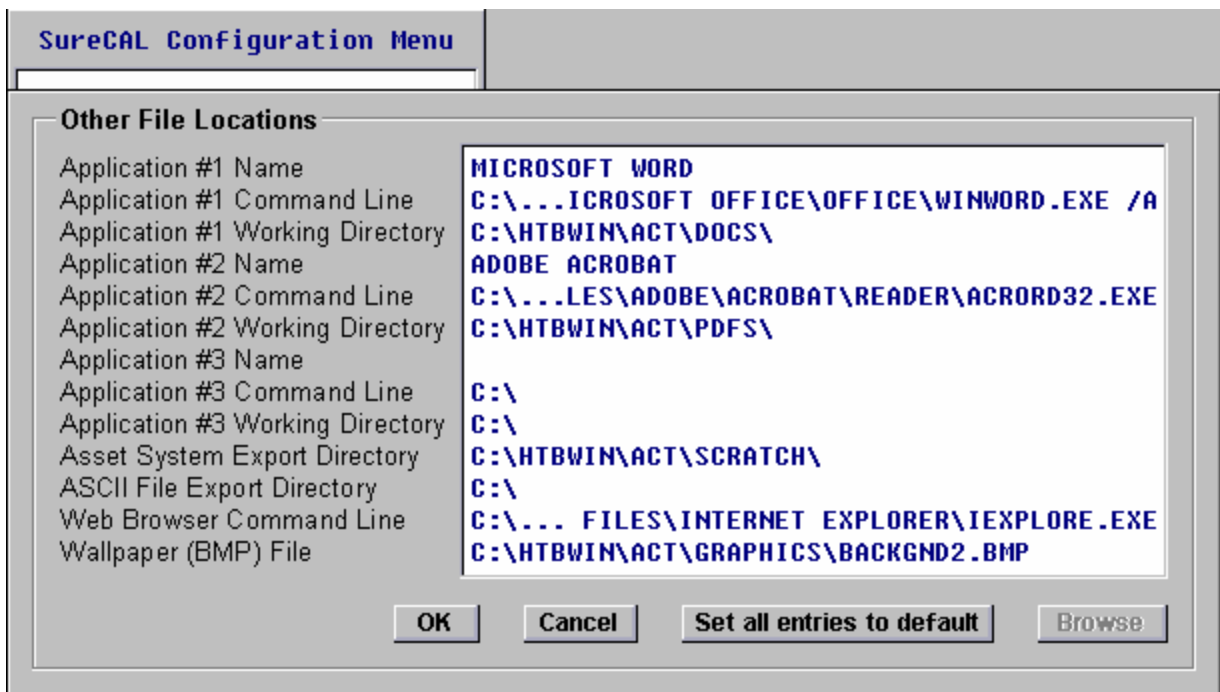 SureCAL Configuration Menu
Other File Locations
Application #1 Name MICROSOFT WORD
Application #1 Command Line C:\...ICROSOFT OFFICE\OFFICE\WINWORD.EXE /A
Application #1 Working Directory C:\HTBWIN\ACT\DOCS\
Application #2 Name ADOBE ACROBAT
Application #2 Command Line C:\...LES\ADOBE\ACROBAT\READER\ACRORD32.EXE
Application #2 Working Directory C:\HTBWIN\ACT\PDFS\
Application #3 Name
Application #3 Command Line C:\
Application #3 Working Directory C:\
Asset System Export Directory C:\HTBWIN\ACT\SCRATCH\
ASCII File Export Directory C:\
Web Browser Command Line C:\... FILES\INTERNET EXPLORER\IEXPLORE.EXE
Wallpaper (BMP) File C:\HTBWIN\ACT\GRAPHICS\BACKGND2.BMP
OK Cancel Set all entries to default Browse